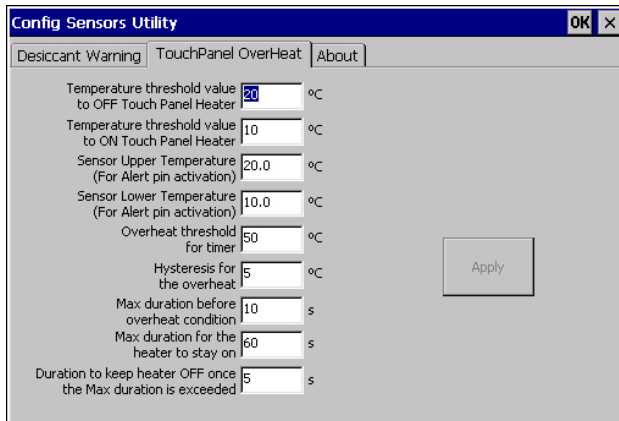 Config Sensors Utility OK ×
Desiccant Warning TouchPanel OverHeat About
Temperature threshold value
to OFF Touch Panel Heater 20 °C
Temperature threshold value
to ON Touch Panel Heater 10 °C
Sensor Upper Temperature
(For Alert pin activation) 20.0 °C
Sensor Lower Temperature
(For Alert pin activation) 10.0 °C
Overheat threshold
for timer 50 °C
Hysteresis for
the overheat 5 °C
Apply
Max duration before
overheat condition 10 s
Max duration for the
heater to stay on 60 s
Duration to keep heater OFF once
the Max duration is exceeded 5 s